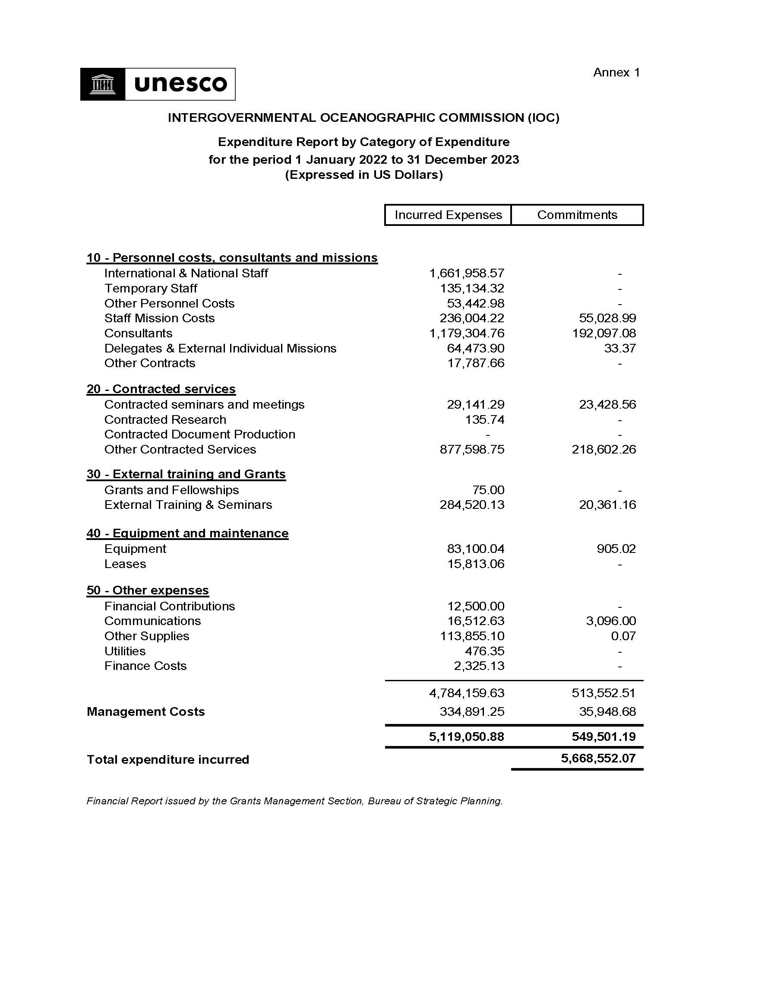 Annex 1
UNESCO unesco
INTERGOVERNMENTAL OCEANOGRAPHIC COMMISSION (IOC)
Expenditure Report by Category of Expenditure
for the period 1 January 2022 to 31 December 2023
(Expressed in US Dollars)
Incurred Expenses Commitments
10 - Personnel costs, consultants and missions
International & National Staff 1,661,958.57 -
Temporary Staff 135,134.32 -
Other Personnel Costs 53,442.98 -
Staff Mission Costs 236,004.22 55,028.99
Consultants 1,179,304.76 192,097.08
Delegates & External Individual Missions 64,473.90 33.37
Other Contracts 17,787.66 -
20 - Contracted services
Contracted seminars and meetings 29,141.29 23,428.56
Contracted Research 135.74 -
Contracted Document Production - -
Other Contracted Services 877,598.75 218,602.26
30 - External training and Grants
Grants and Fellowships 75.00 -
External Training & Seminars 284,520.13 20,361.16
40 - Equipment and maintenance
Equipment 83,100.04 905.02
Leases 15,813.06 -
50 - Other expenses
Financial Contributions 12,500.00 -
Communications 16,512.63 3,096.00
Other Supplies 113,855.10 0.07
Utilities 476.35 -
Finance Costs 2,325.13 -
4,784,159.63 513,552.51
Management Costs 334,891.25 35,948.68
5,119,050.88 549,501.19
Total expenditure incurred 5,668,552.07
Financial Report issued by the Grants Management Section, Bureau of Strategic Planning.